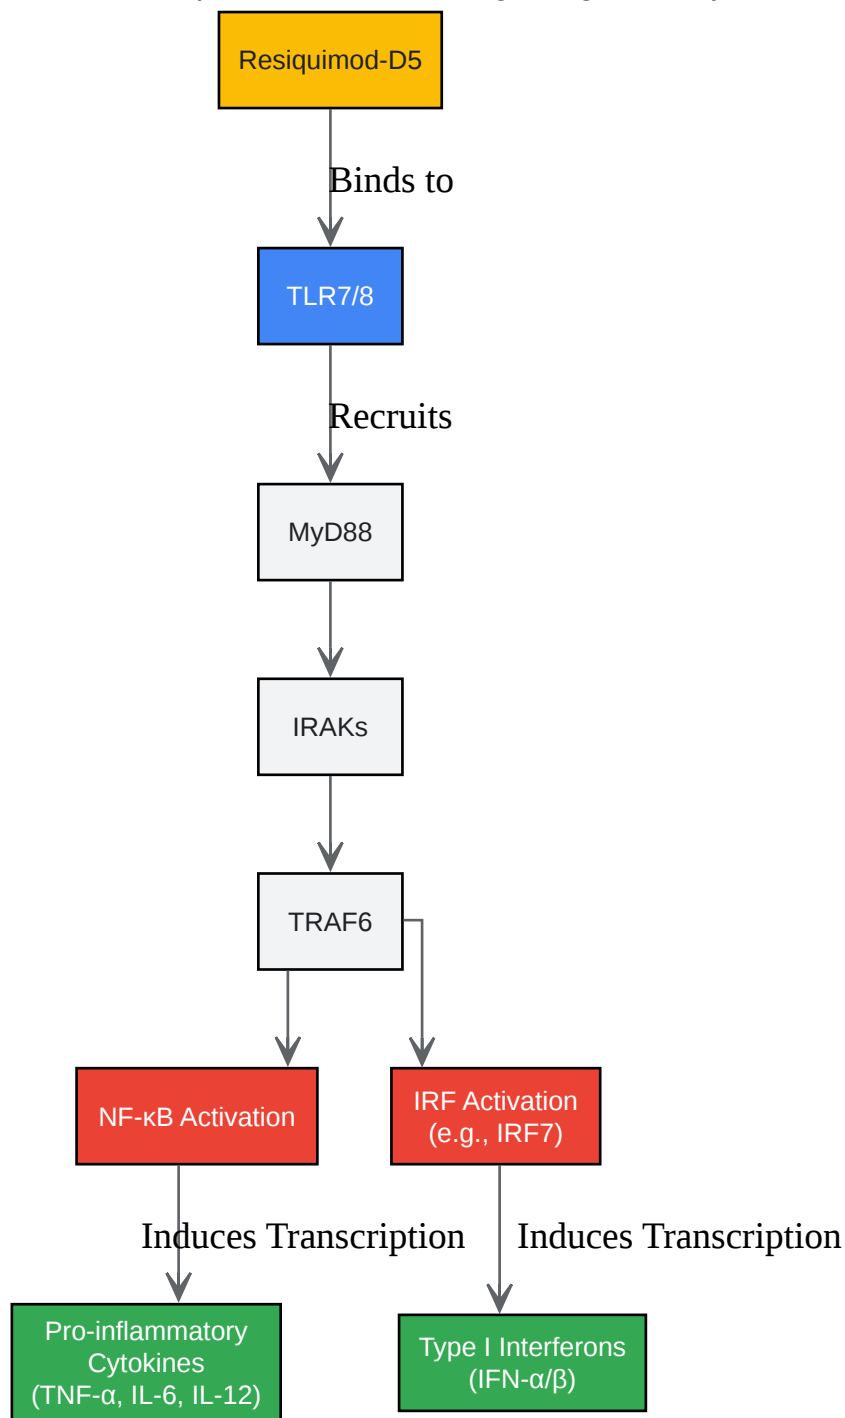 Resiquimod-D5
Binds to
TLR7/8
Recruits
MyD88
IRAKs
TRAF6
NF-κB Activation
IRF Activation
(e.g., IRF7)
Induces Transcription
Induces Transcription
Pro-inflammatory
Cytokines
(TNF-α, IL-6, IL-12)
Type I Interferons
(IFN-α/β)